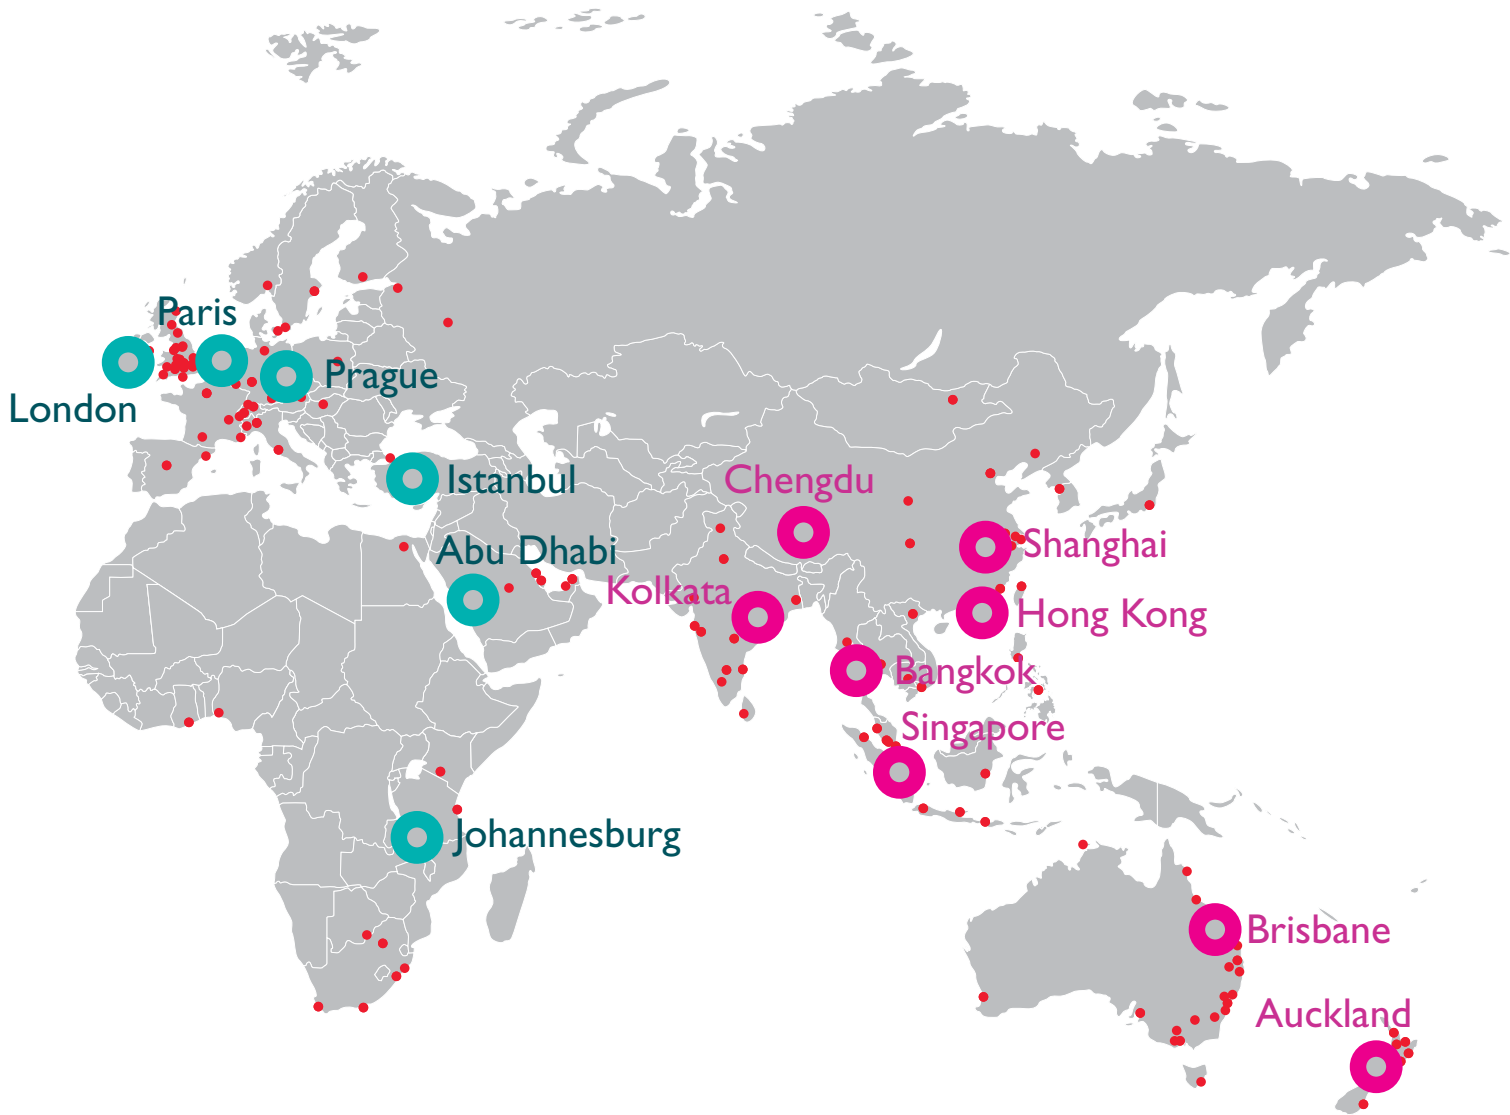 Paris
Prague
London
Istanbul
Chengdu
Shanghai
Abu Dhabi
Kolkata
Hong Kong
Bangkok
Singapore
Johannesburg
Brisbane
Auckland